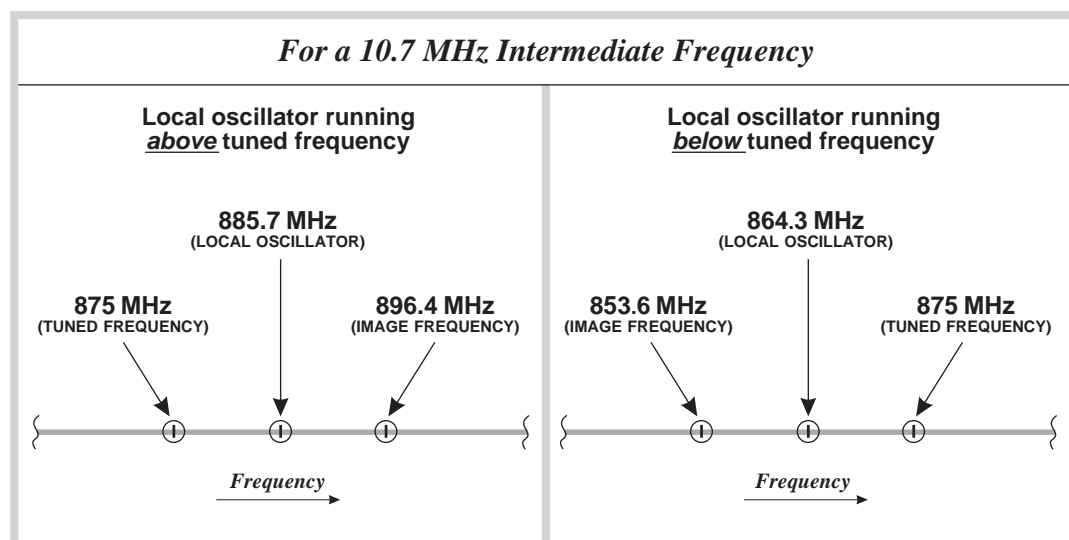 For a 10.7 MHz Intermediate Frequency
Local oscillator running
above tuned frequency
885.7 MHz
(LOCAL OSCILLATOR)
875 MHz
(TUNED FREQUENCY)
896.4 MHz
(IMAGE FREQUENCY)
Frequency
Local oscillator running
below tuned frequency
864.3 MHz
(LOCAL OSCILLATOR)
853.6 MHz
(IMAGE FREQUENCY)
875 MHz
(TUNED FREQUENCY)
Frequency